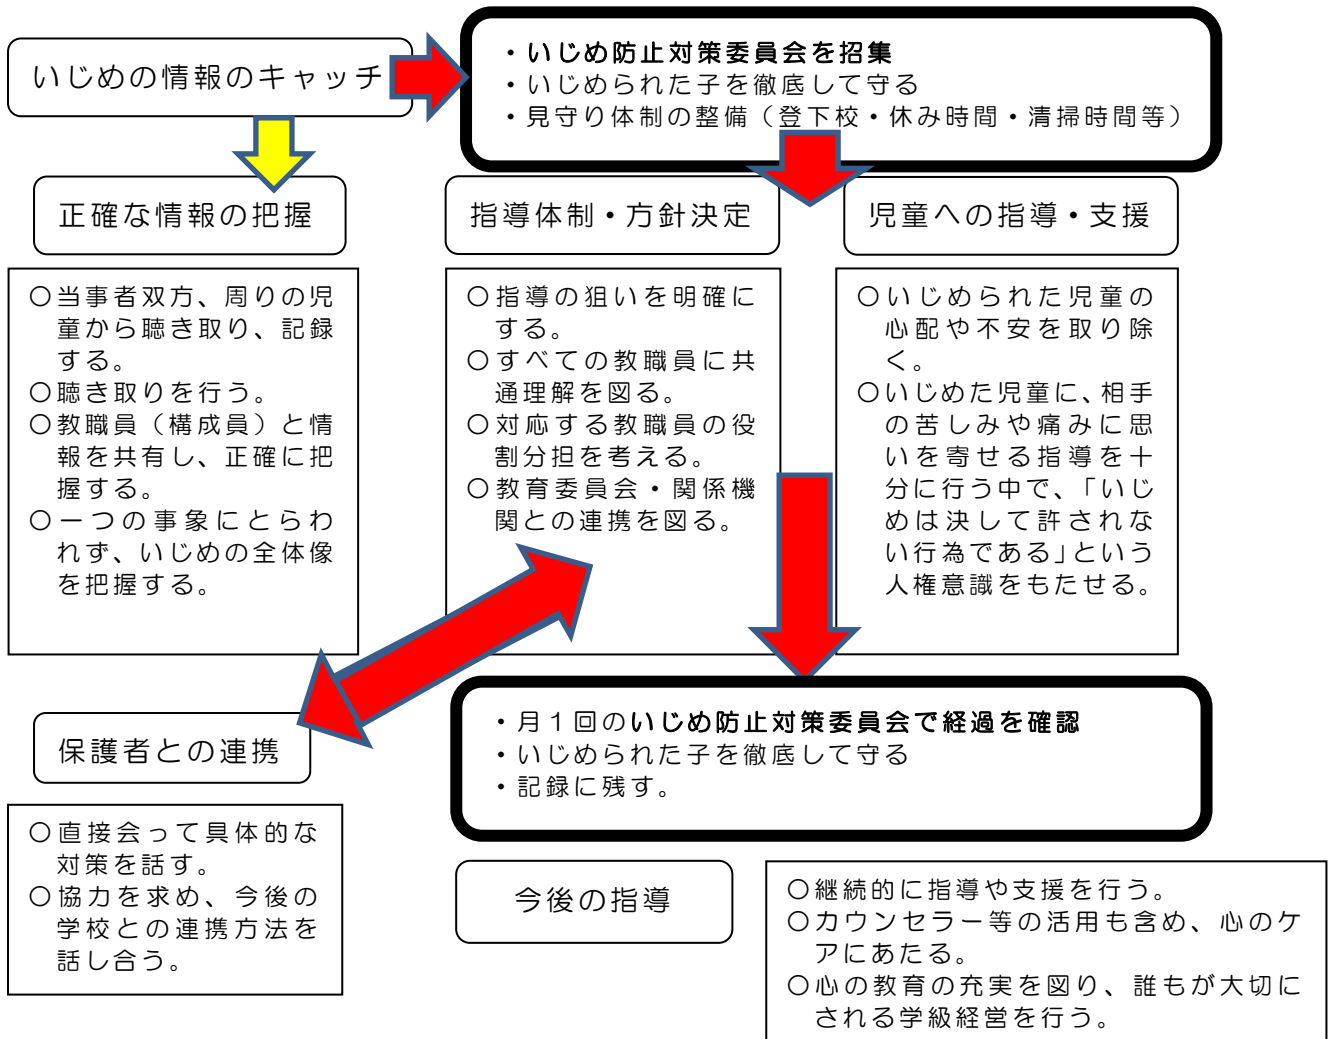 いじめの情報のキャッチ
・いじめ防止対策委員会を招集
・いじめられた子を徹底して守る
・見守り体制の整備(登下校・休み時間・清掃時間等)
正確な情報の把握
〇当事者双方、周りの児
童から聴き取り、記録
する。
〇聴き取りを行う。
〇教職員(構成員)と情
報を共有し、正確に把
握する。
〇一つの事象にとらわ
れず、いじめの全体像
を把握する。
指導体制・方針決定
〇指導の狙いを明確に
する。
〇すべての教職員に共
通理解を図る。
〇対応する教職員の役
割分担を考える。
〇教育委員会・関係機
関との連携を図る。
児童への指導・支援
〇いじめられた児童の
心配や不安を取り除
く。
〇いじめた児童に、相手
の苦しみや痛みに思
いを寄せる指導を十
分に行う中で、「いじ
めは決して許されな
い行為である」という
人権意識をもたせる。
保護者との連携
〇直接会って具体的な
対策を話す。
〇協力を求め、今後の
学校との連携方法を
話し合う。
・月1回のいじめ防止対策委員会で経過を確認
・いじめられた子を徹底して守る
・記録に残す。
今後の指導
〇継続的に指導や支援を行う。
〇カウンセラー等の活用も含め、心のケ
アにあたる。
〇心の教育の充実を図り、誰もが大切に
される学級経営を行う。